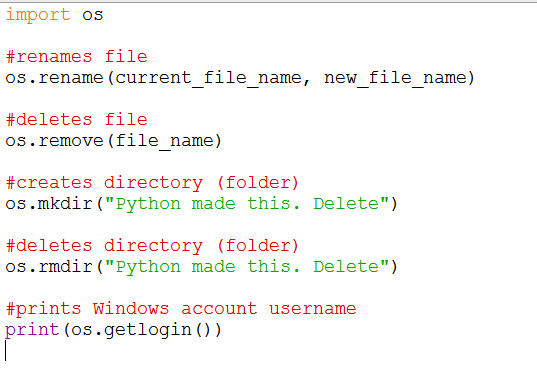 import os
#renames file
os.rename(current_file_name, new_file_name)
#deletes file
os.remove(file_name)
#creates directory (folder)
os.mkdir("Python made this. Delete")
#deletes directory (folder)
os.rmdir("Python made this. Delete")
#prints Windows account username
print(os.getlogin())